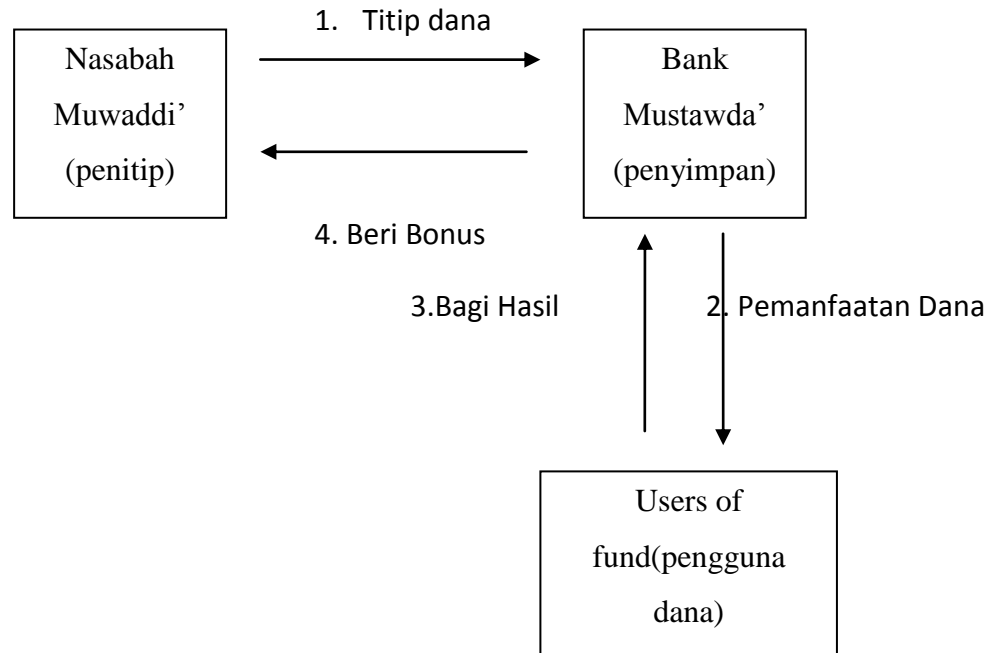 1. Titip dana
Nasabah
Muwaddi’
(penitip)
Bank
Mustawda’
(penyimpan)
4. Beri Bonus
3.Bagi Hasil
2. Pemanfaatan Dana
Users of
fund(pengguna
dana)